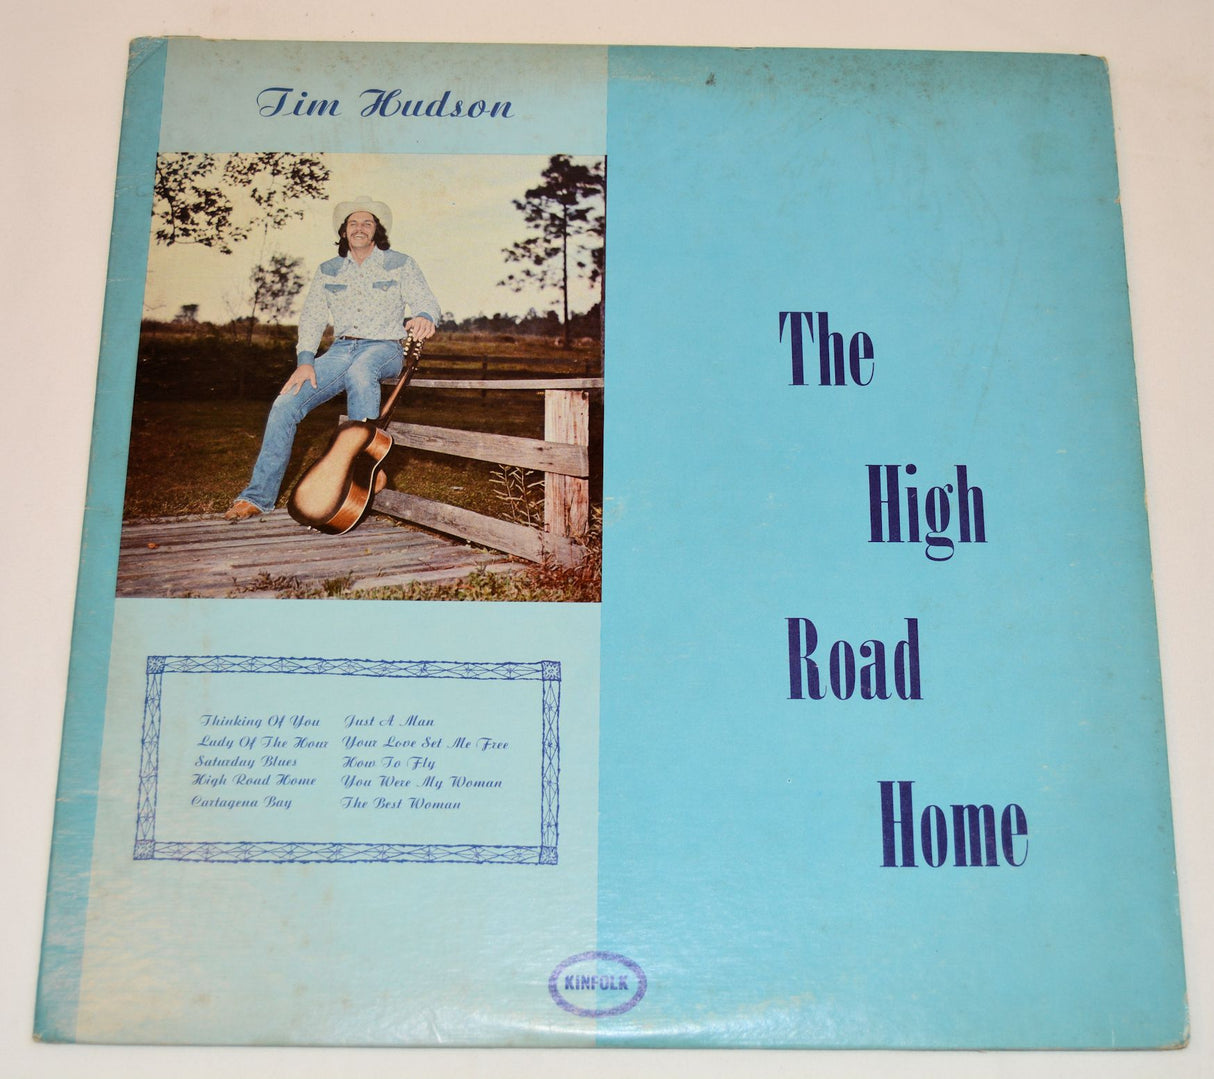 Tim Hudson
The
High
Road
Home
Thinking Of You
Lady Of The Hour
Saturday Blues
High Road Home
Cartagena Bay
Just A Man
Your Love Set Me Free
How To Fly
You Were My Woman
The Best Woman
KINFOLK